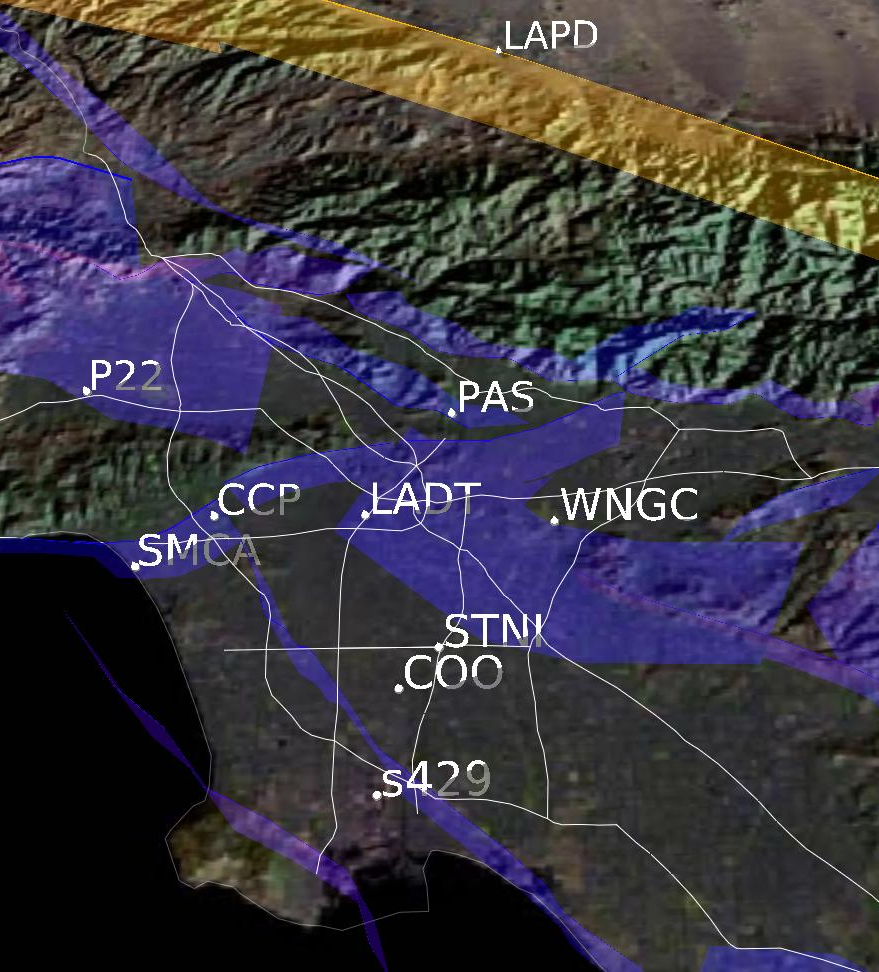 LAPD
P22
PAS
CCP
LADT
WNGC
SMCA
STNI
COO
s429